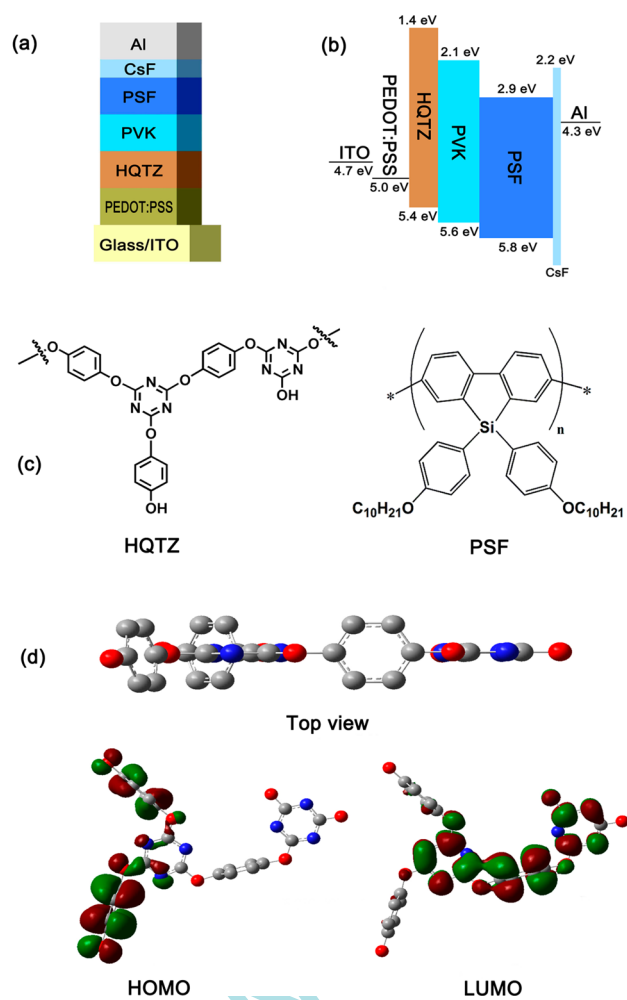 (a)
Al
CsF
PSF
PVK
HQTZ
PEDOT:PSS
Glass/ITO
(b)
1.4 eV
2.1 eV
2.2 eV
2.9 eV
PEDOT:PSS
HQTZ
PVK
PSF
Al
4.3 eV
ITO
4.7 eV
5.0 eV
5.4 eV
5.6 eV
5.8 eV
CsF
(c)
O
O
O
O
N
N
N
O
N
N
N
OH
O
OH
HQTZ
*
*
n
Si
C10H21O
OC10H21
PSF
(d)
Top view
HOMO
LUMO